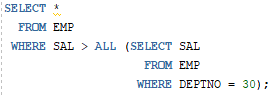 SELECT *
FROM EMP
WHERE SAL > ALL (SELECT SAL
FROM EMP
WHERE DEPTNO = 30);